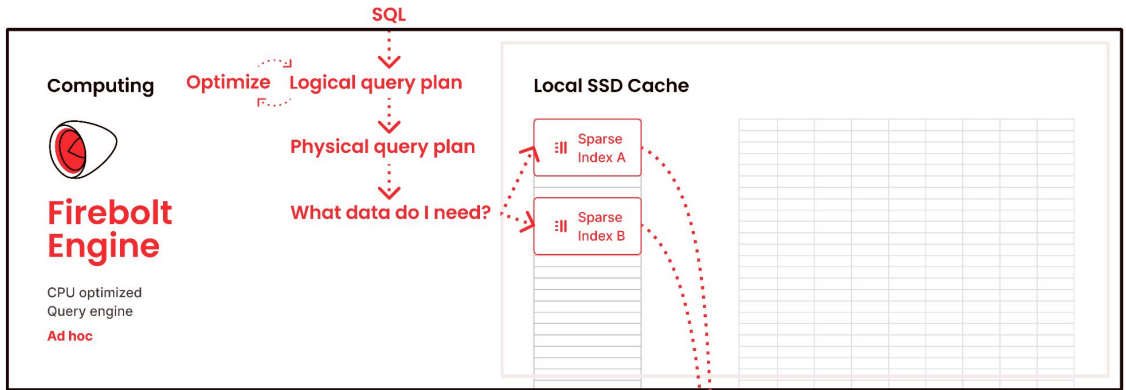 SQL
Computing
Optimize
Logical query plan
Physical query plan
What data do I need?
Firebolt
Engine
CPU optimized
Query engine
Ad hoc
Local SSD Cache
Sparse
Index A
Sparse
Index B